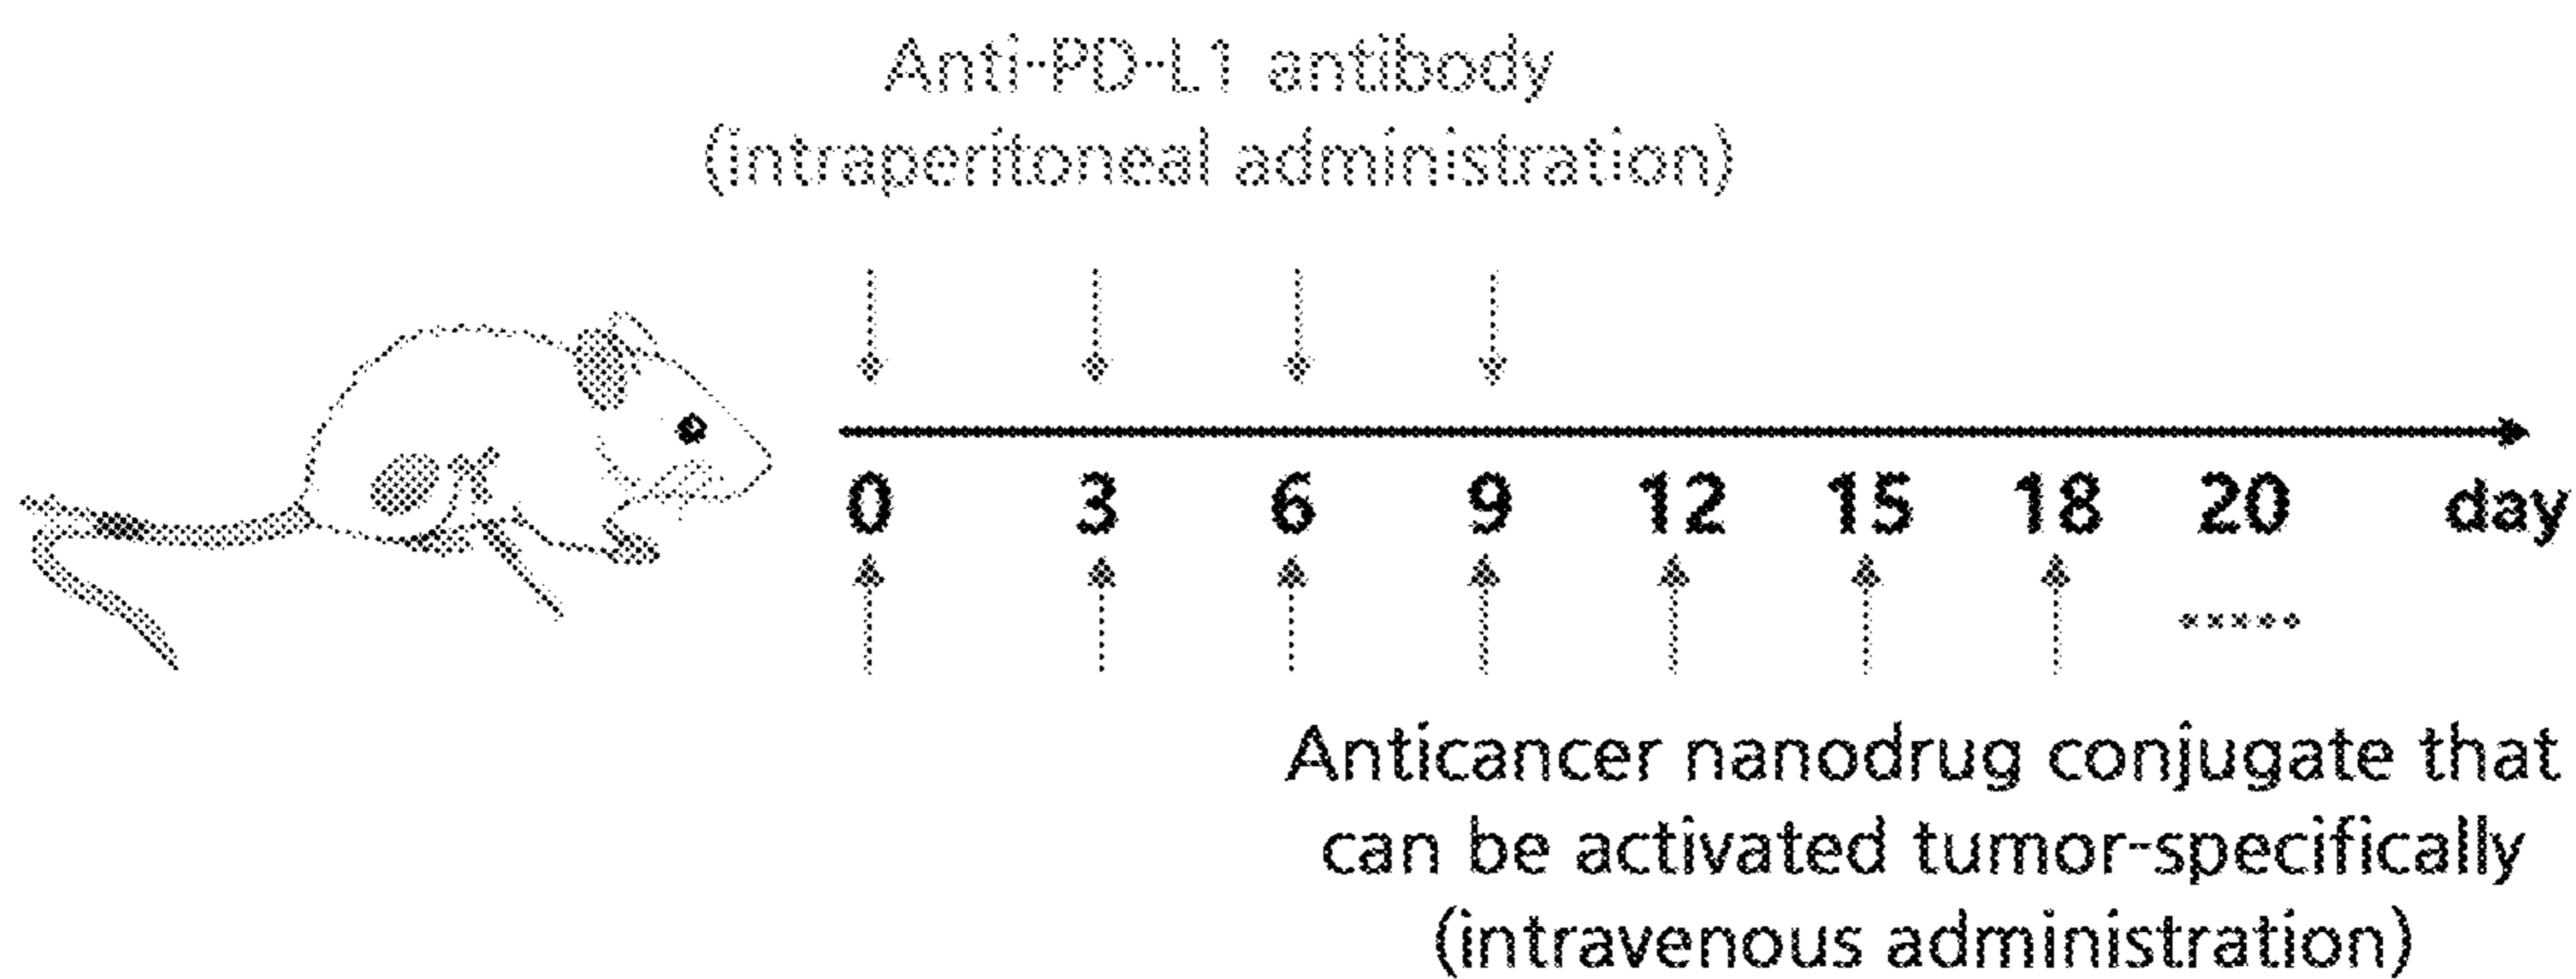 Anti-PD-L1 antibody
(intraperitoneal administration)
0 3 6 9 12 15 18 20 day
Anticancer nanodrug conjugate that
can be activated tumor-specifically
(intravenous administration)